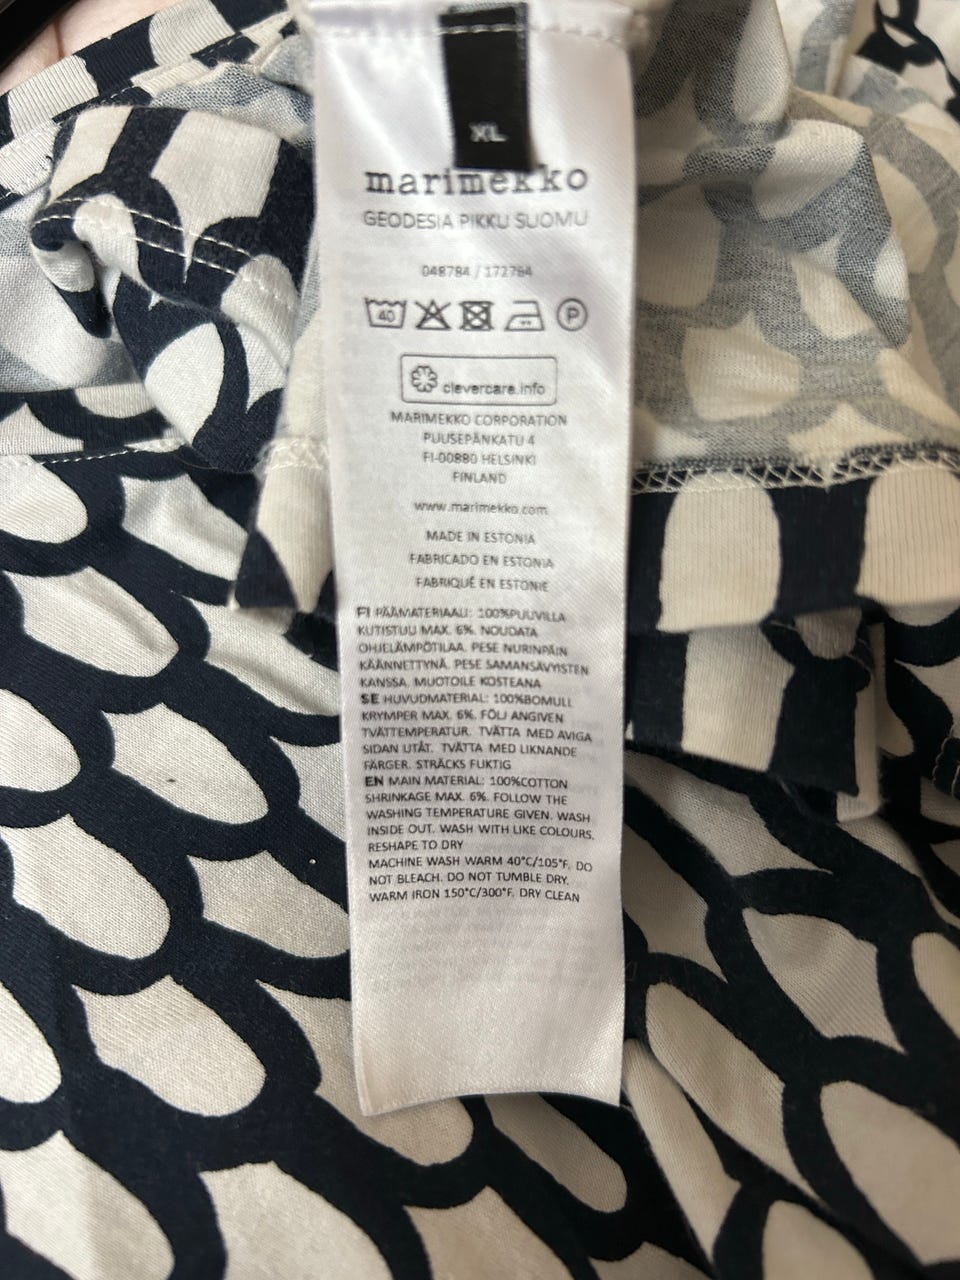 XL
marimekko
GEODESIA PIKKU SUOMU
048784 / 172784
40 40 P
clevercare.info
MARIMEKKO CORPORATION
PUUSEPÄNKATU 4
FI-00880 HELSINKI
FINLAND
www.marimekko.com
MADE IN ESTONIA
FABRICADO EN ESTONIA
FABRIQUÉ EN ESTONIE
FI PÄÄMATERIAALI: 100%PUUVILLA
KUTISTUU MAX. 6%. NOUDATA
OHJELÄMPÖTILAA. PESE NURINPÄIN
KÄÄNNETTYNÄ. PESE SAMANSÄVYISTEN
KANSSA. MUOTOILE KOSTEANA
SE HUVUDMATERIAL: 100%BOMULL
KRYMPER MAX. 6%. FÖLJ ANGIVEN
TVÄTTEMPERATUR. TVÄTTA MED AVIGA
SIDAN UTÅT. TVÄTTA MED LIKNANDE
FÄRGER. STRÄCKS FUKTIG
EN MAIN MATERIAL: 100%COTTON
SHRINKAGE MAX. 6%. FOLLOW THE
WASHING TEMPERATURE GIVEN. WASH
INSIDE OUT. WASH WITH LIKE COLOURS.
RESHAPE TO DRY
MACHINE WASH WARM 40°C/105°F. DO
NOT BLEACH. DO NOT TUMBLE DRY.
WARM IRON 150°C/300°F. DRY CLEAN